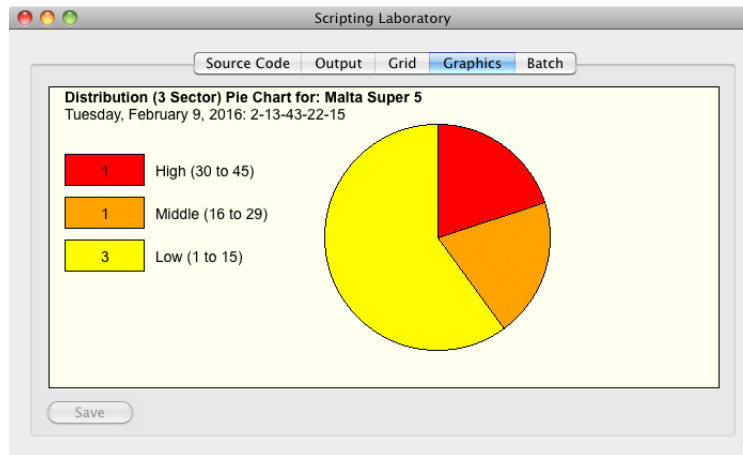 Scripting Laboratory
Source Code Output Grid Graphics Batch
Distribution (3 Sector) Pie Chart for: Malta Super 5
Tuesday, February 9, 2016: 2-13-43-22-15
1 High (30 to 45)
1 Middle (16 to 29)
3 Low (1 to 15)
Save